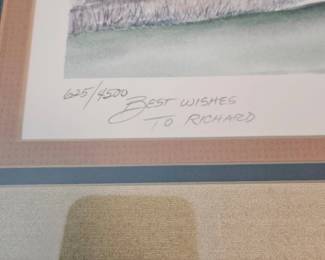 625/4500
BEST WISHES
TO RICHARD